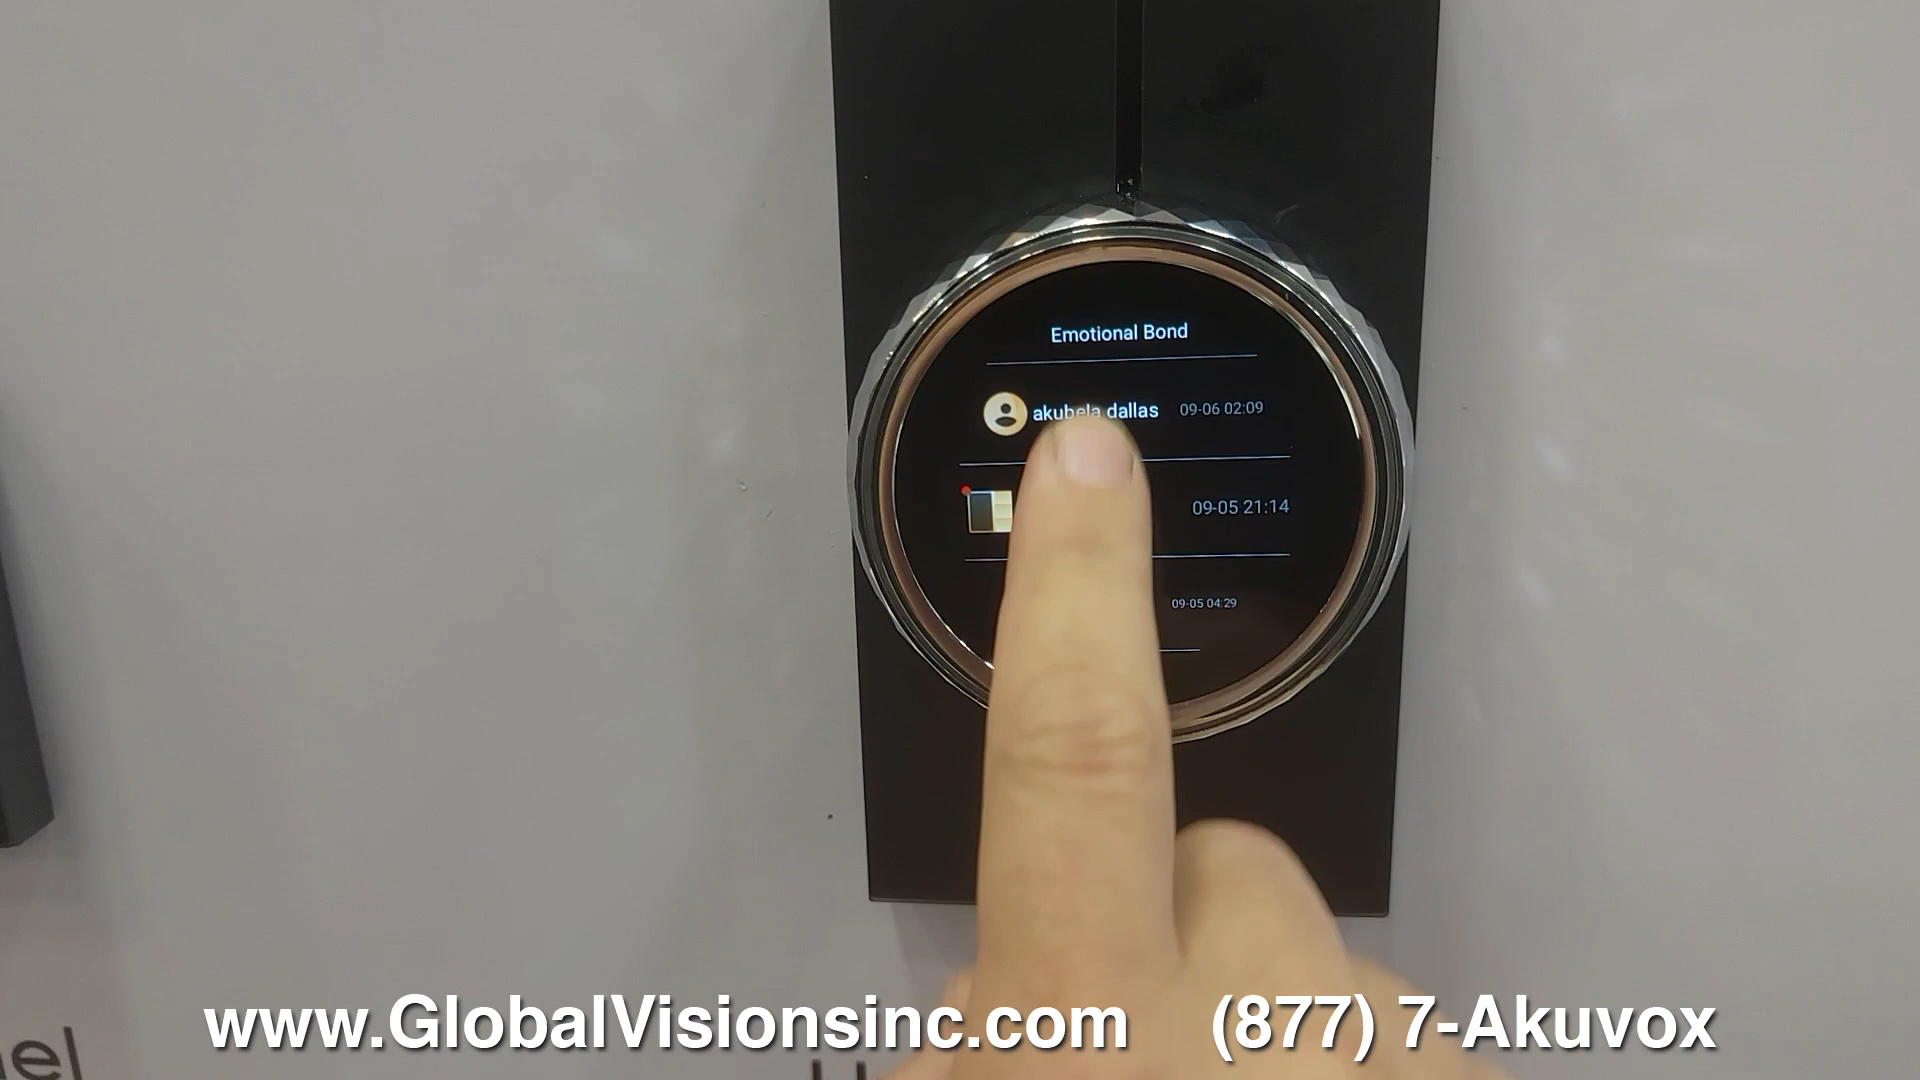 Emotional Bond
akubela dallas 09-06 02:09
09-05 21:14
09-05 04:29
www.GlobalVisionsinc.com (877) 7-Akuvox